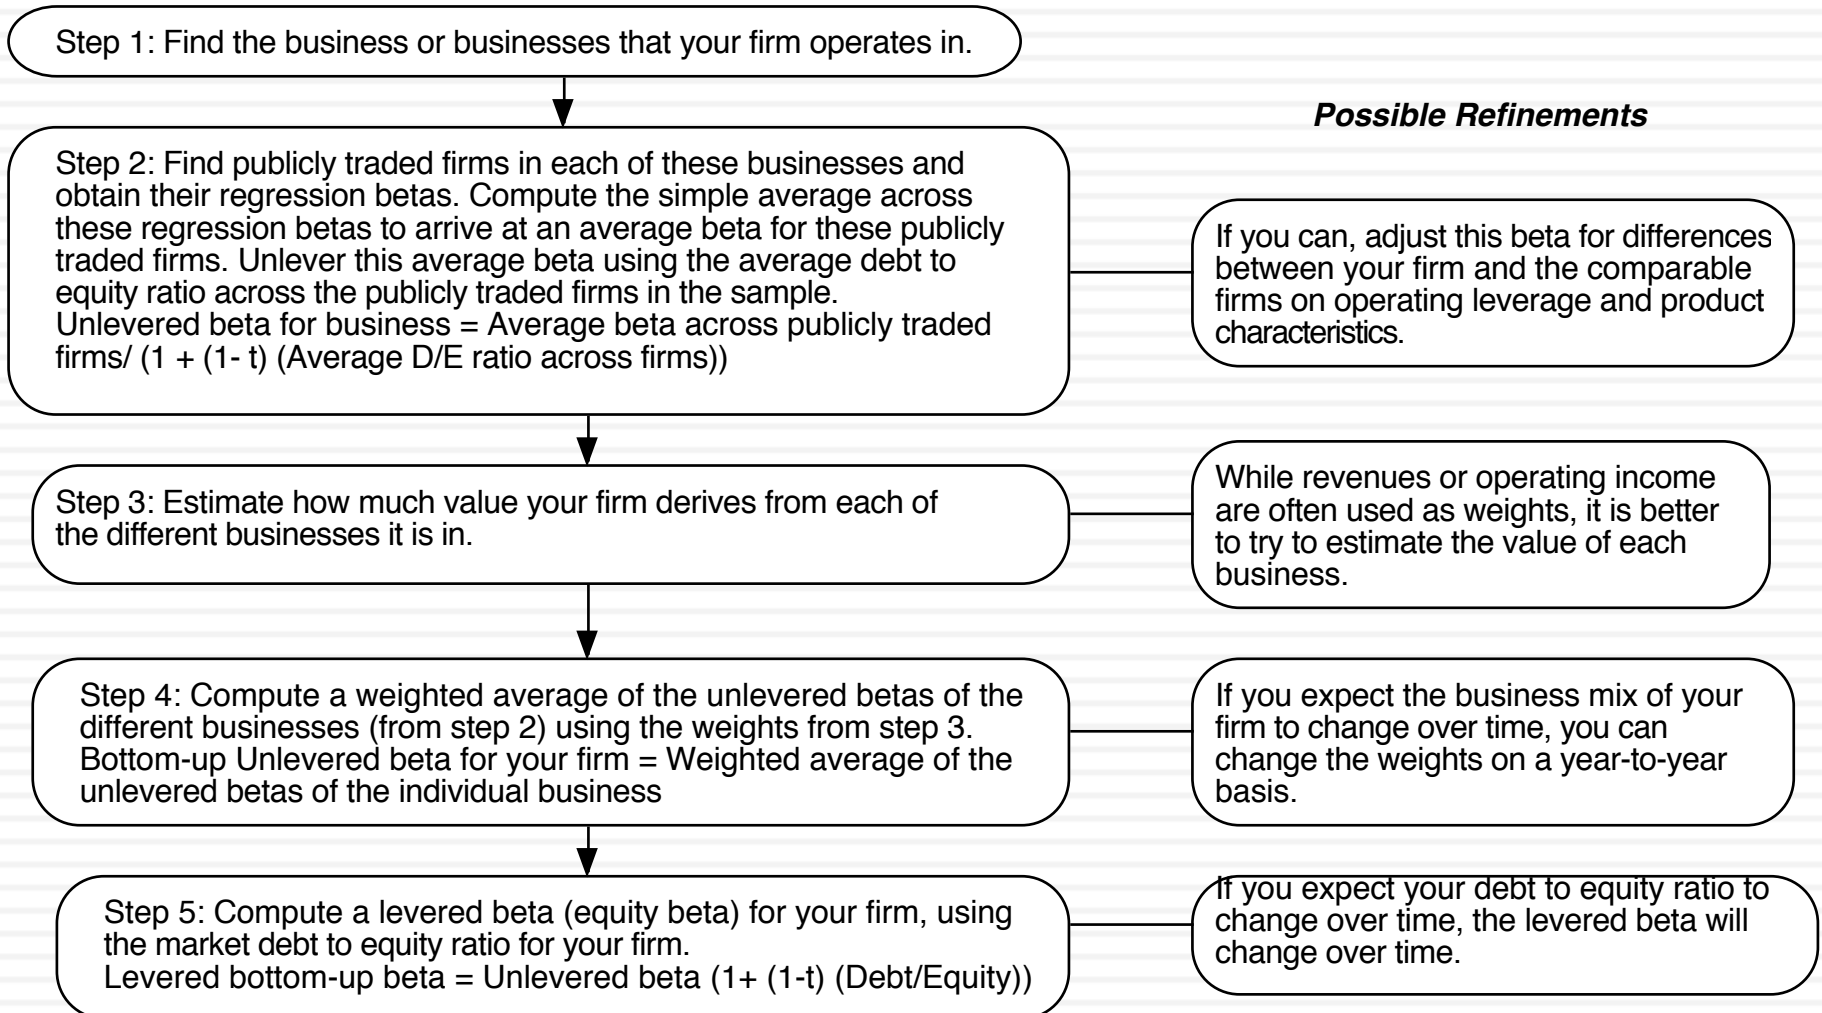 Step 1: Find the business or businesses that your firm operates in.
Possible Refinements
Step 2: Find publicly traded firms in each of these businesses and
obtain their regression betas. Compute the simple average across
these regression betas to arrive at an average beta for these publicly
traded firms. Unlever this average beta using the average debt to
equity ratio across the publicly traded firms in the sample.
Unlevered beta for business = Average beta across publicly traded
firms/ (1 + (1- t) (Average D/E ratio across firms))
If you can, adjust this beta for differences
between your firm and the comparable
firms on operating leverage and product
characteristics.
Step 3: Estimate how much value your firm derives from each of
the different businesses it is in.
While revenues or operating income
are often used as weights, it is better
to try to estimate the value of each
business.
Step 4: Compute a weighted average of the unlevered betas of the
different businesses (from step 2) using the weights from step 3.
Bottom-up Unlevered beta for your firm = Weighted average of the
unlevered betas of the individual business
If you expect the business mix of your
firm to change over time, you can
change the weights on a year-to-year
basis.
Step 5: Compute a levered beta (equity beta) for your firm, using
the market debt to equity ratio for your firm.
Levered bottom-up beta = Unlevered beta (1+ (1-t) (Debt/Equity))
If you expect your debt to equity ratio to
change over time, the levered beta will
change over time.